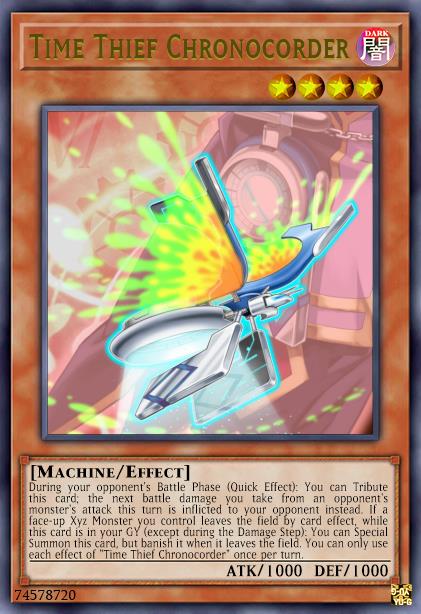 TIME THIEF CHRONOCORDER
DARK
闇
[MACHINE/EFFECT]
During your opponent's Battle Phase (Quick Effect): You can Tribute
this card; the next battle damage you take from an opponent's
monster's attack this turn is inflicted to your opponent instead. If a
face-up Xyz Monster you control leaves the field by card effect, while
this card is in your GY (except during the Damage Step): You can Special
Summon this card, but banish it when it leaves the field. You can only use
each effect of "Time Thief Chronocorder" once per turn.
ATK/1000 DEF/1000
74578720